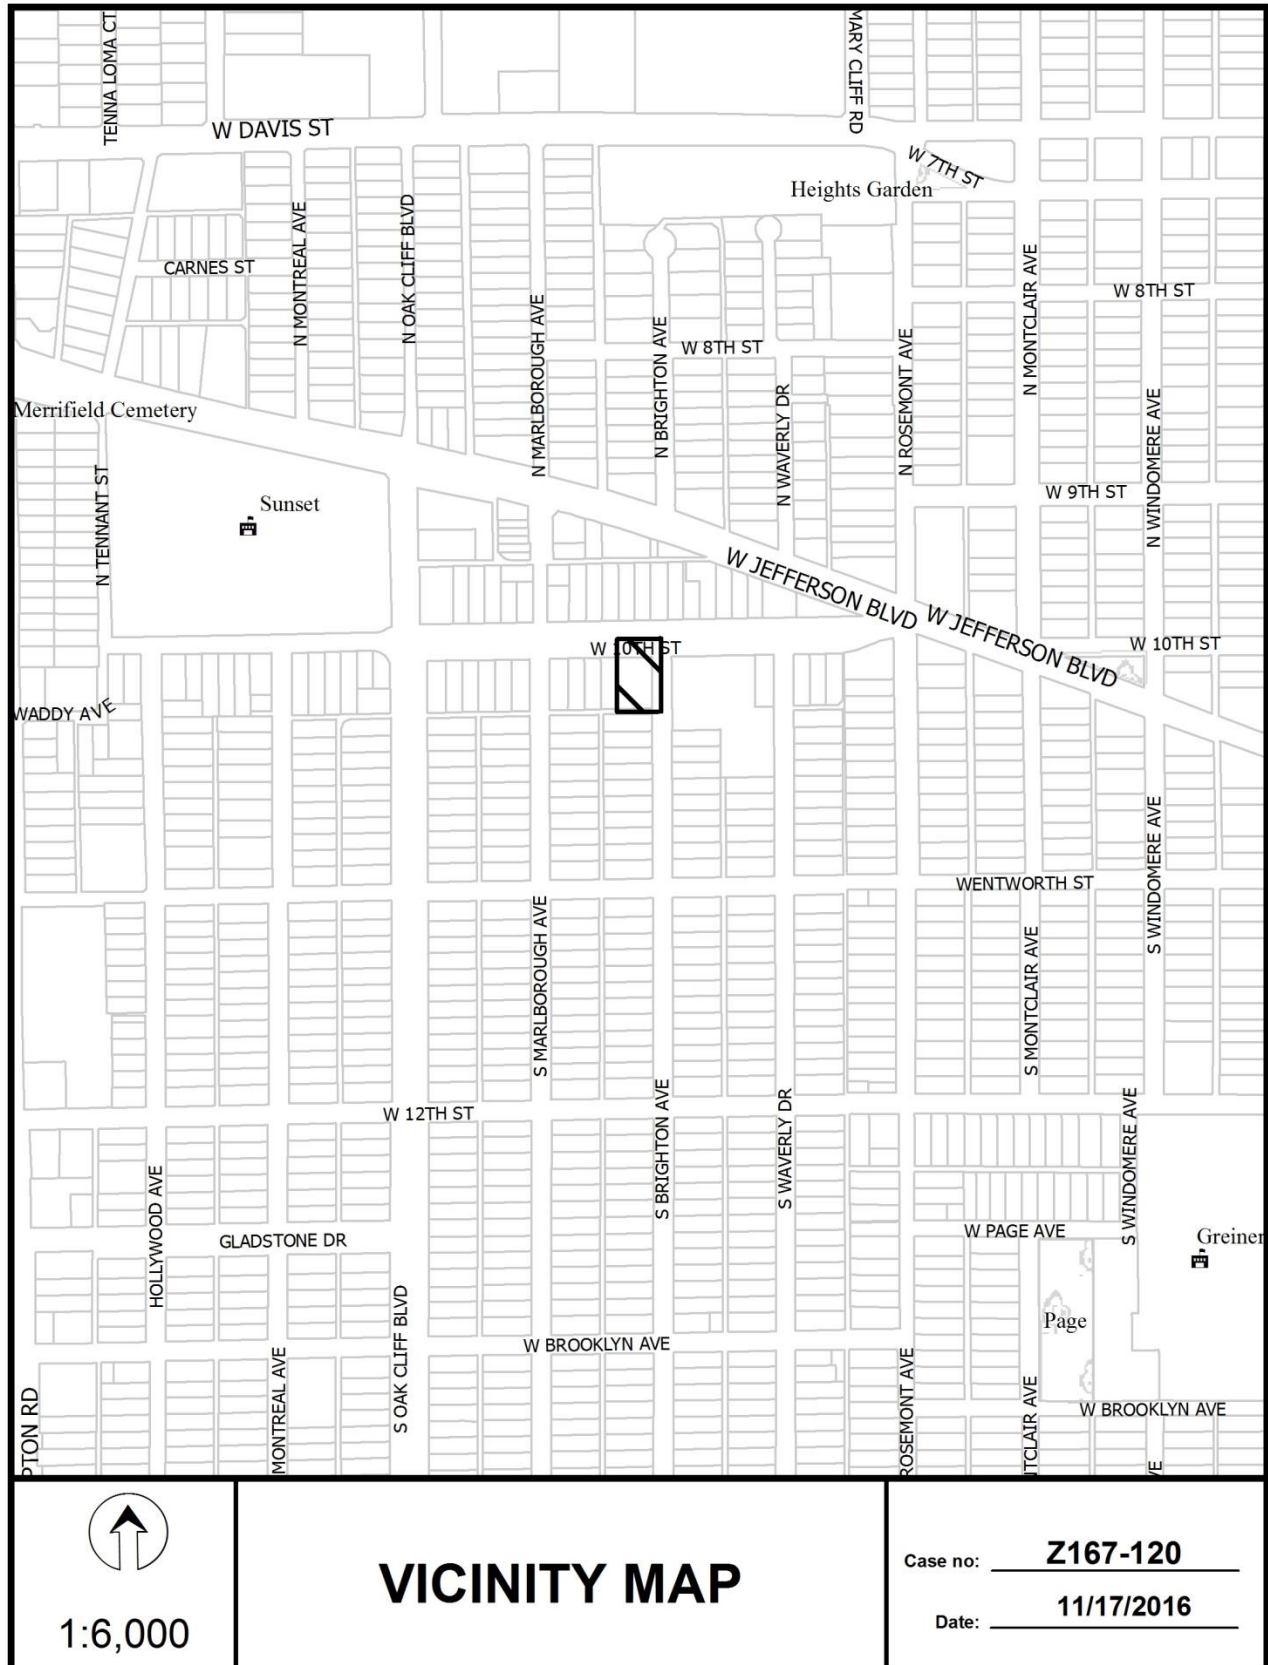 TENNA LOMA CT
MARY CLIFF RD
W DAVIS ST
W 7TH ST
Heights Garden
N MONTREAL AVE
N OAK CLIFF BLVD
CARNES ST
N MONTCLAIR AVE
W 8TH ST
N MARLBOROUGH AVE
N BRIGHTON AVE
W 8TH ST
N ROSEMONT AVE
Merrifield Cemetery
N WAVERLY DR
N WINDOMERE AVE
N TENNANT ST
Sunset
W 9TH ST
W JEFFERSON BLVD
W JEFFERSON BLVD
W 10TH ST
W 10TH ST
WADDY AVE
S WINDOMERE AVE
WENTWORTH ST
S MARLBOROUGH AVE
S MONTCLAIR AVE
W 12TH ST
S BRIGHTON AVE
S WAVERLY DR
S WINDOMERE AVE
HOLLYWOOD AVE
GLADSTONE DR
W PAGE AVE
Greiner
S OAK CLIFF BLVD
Page
W BROOKLYN AVE
PTON RD
MONTREAL AVE
ROSEMONT AVE
NTCLAIR AVE
W BROOKLYN AVE
VE
1:6,000
VICINITY MAP
Case no: Z167-120
Date: 11/17/2016